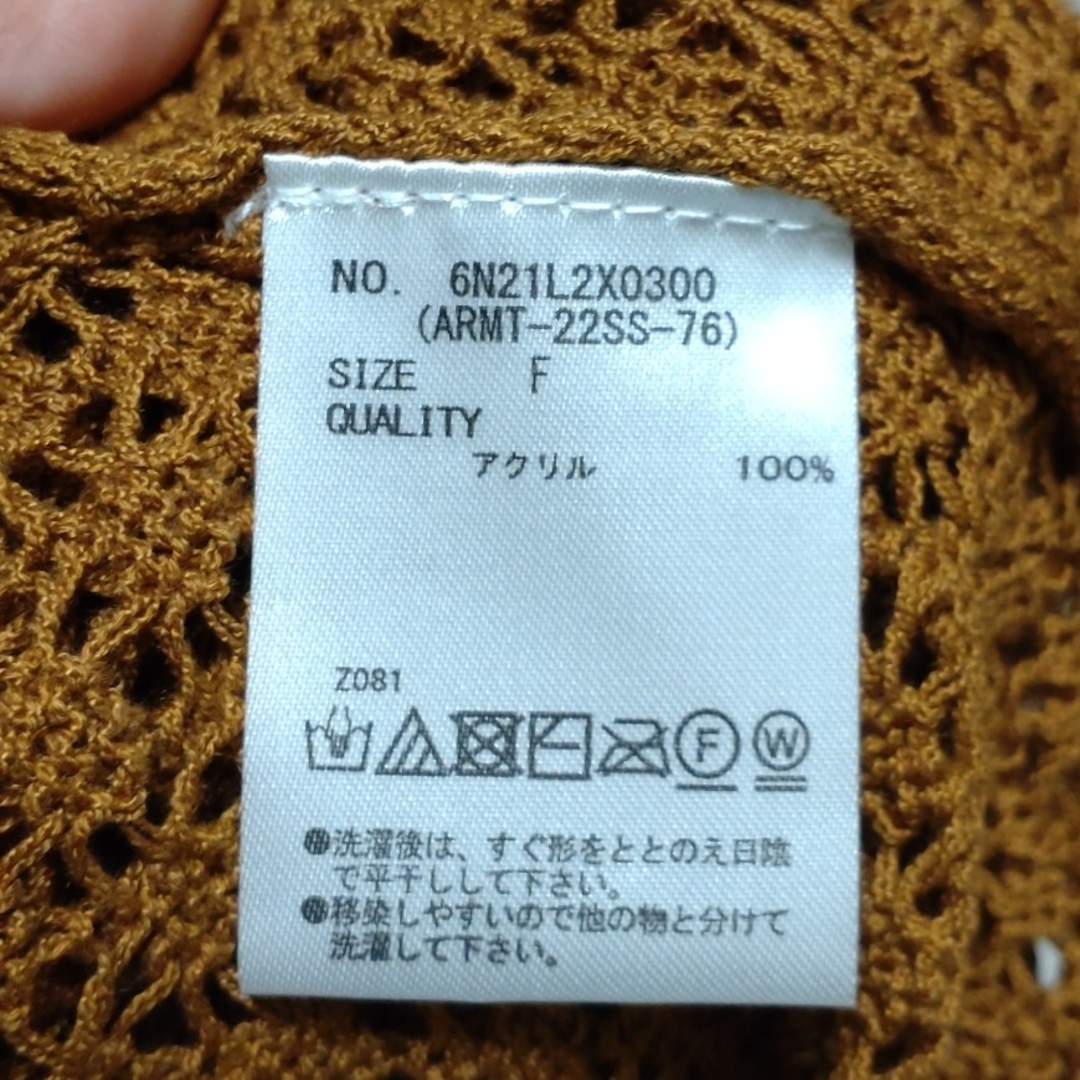 NO. 6N21L2X0300
(ARMT-22SS-76)
SIZE F
QUALITY
アクリル 100%
Z081
F W
●洗濯後は、すぐ形をととのえ日陰
で平干しして下さい。
●移染しやすいので他の物と分けて
洗濯して下さい。